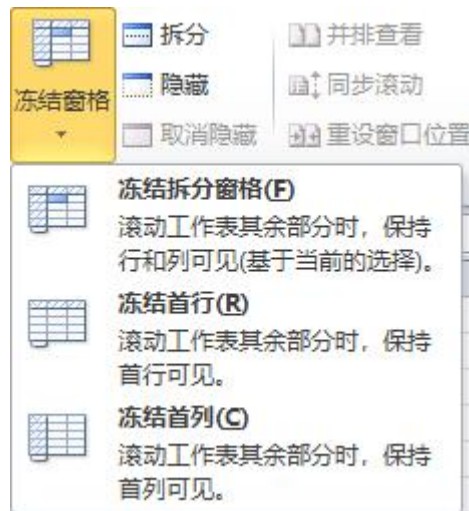 冻结窗格
拆分
隐藏
取消隐藏
并排查看
同步滚动
重设窗口位置
冻结拆分窗格(F)
滚动工作表其余部分时，保持
行和列可见(基于当前的选择)。
冻结首行(R)
滚动工作表其余部分时，保持
首行可见。
冻结首列(C)
滚动工作表其余部分时，保持
首列可见。